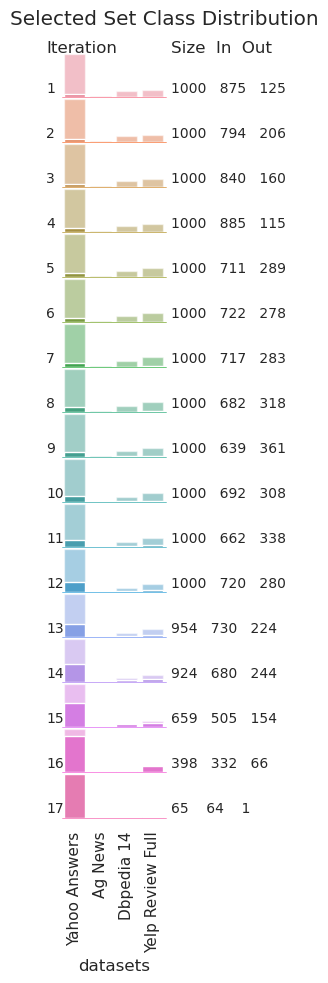 Selected Set Class Distribution
Iteration Size In Out
1 1000 875 125
2 1000 794 206
3 1000 840 160
4 1000 885 115
5 1000 711 289
6 1000 722 278
7 1000 717 283
8 1000 682 318
9 1000 639 361
10 1000 692 308
11 1000 662 338
12 1000 720 280
13 954 730 224
14 924 680 244
15 659 505 154
16 398 332 66
17 65 64 1
Yahoo Answers
Ag News
Dbpedia 14
Yelp Review Full
datasets